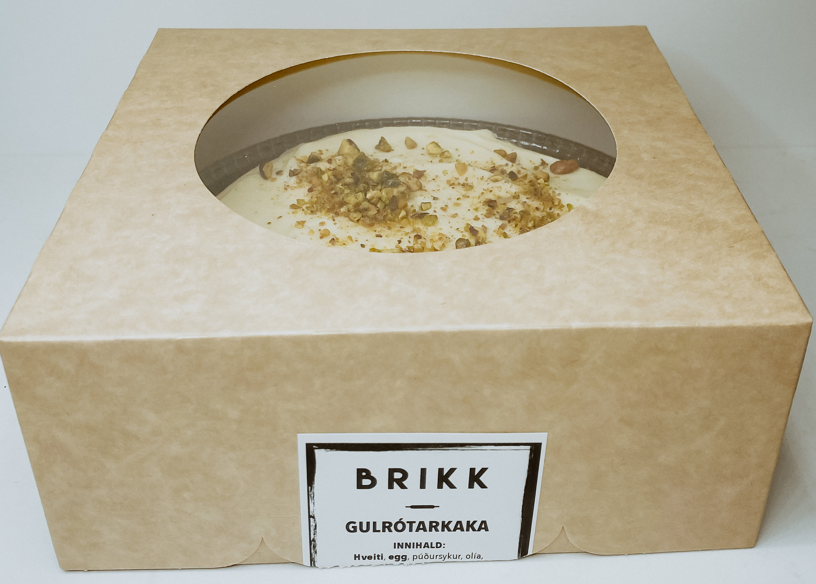 BRIKK
GULRÓTARKAKA
INNIHALD:
Hveiti, egg, púðursykur, olía,